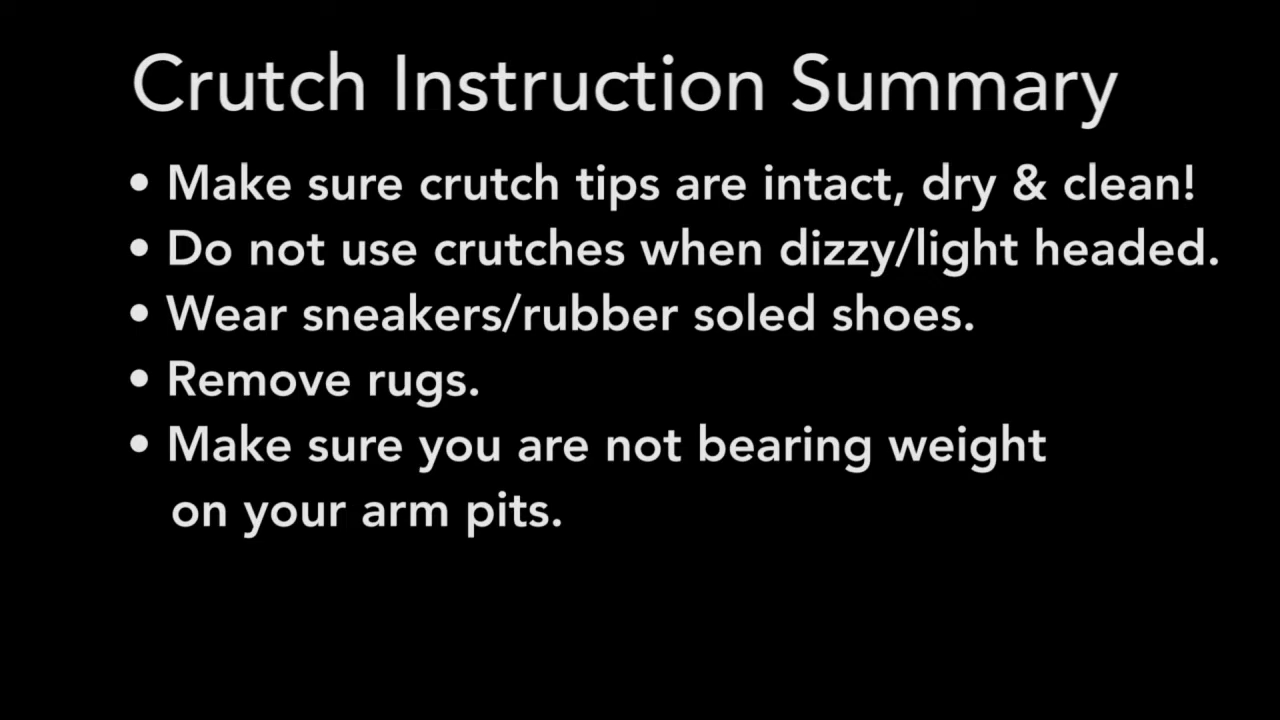 Crutch Instruction Summary
• Make sure crutch tips are intact, dry & clean!
• Do not use crutches when dizzy/light headed.
• Wear sneakers/rubber soled shoes.
• Remove rugs.
• Make sure you are not bearing weight
on your arm pits.